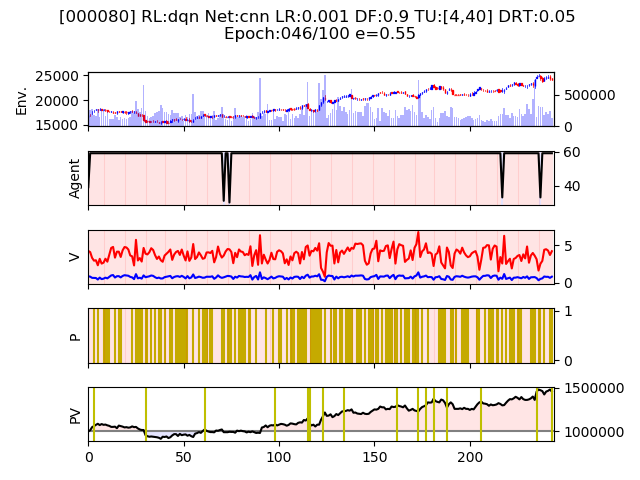 [000080] RL:dqn Net:cnn LR:0.001 DF:0.9 TU:[4,40] DRT:0.05
Epoch:046/100 e=0.55
Env.
25000
20000
15000
500000
0
Agent
60
40
V
5
0
P
1
0
PV
1500000
1000000
0 50 100 150 200